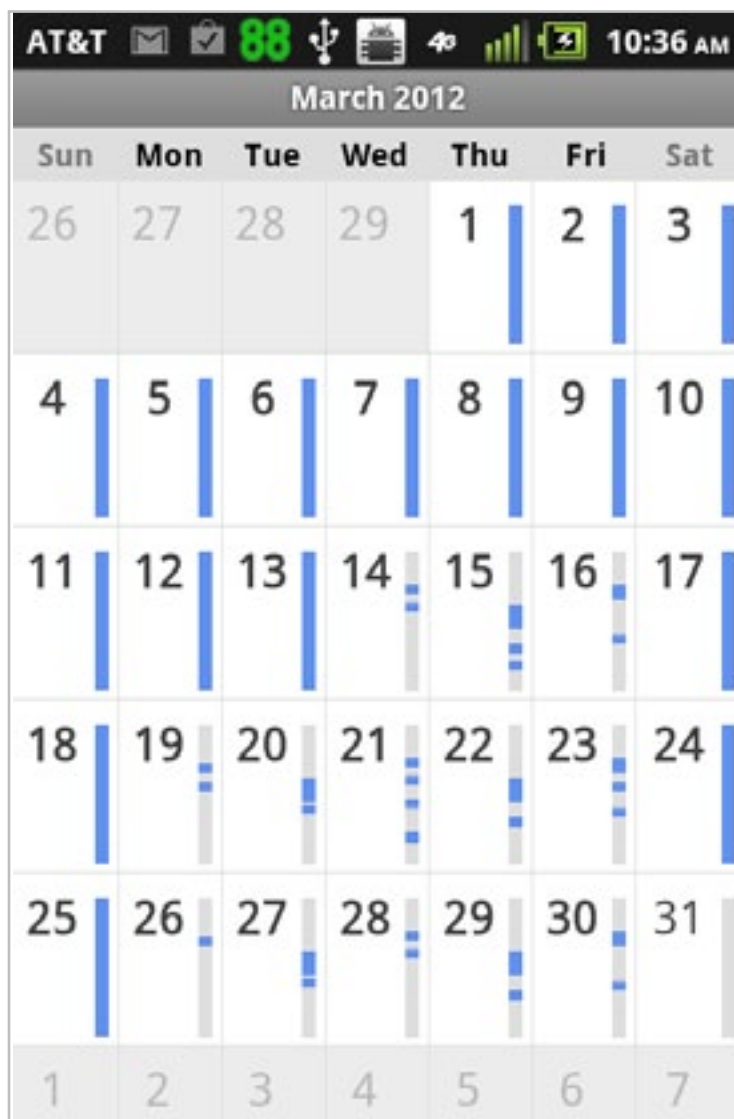 AT&T 88 4G 10:36 AM
March 2012
Sun Mon Tue Wed Thu Fri Sat
26 27 28 29 1 2 3
4 5 6 7 8 9 10
11 12 13 14 15 16 17
18 19 20 21 22 23 24
25 26 27 28 29 30 31
1 2 3 4 5 6 7